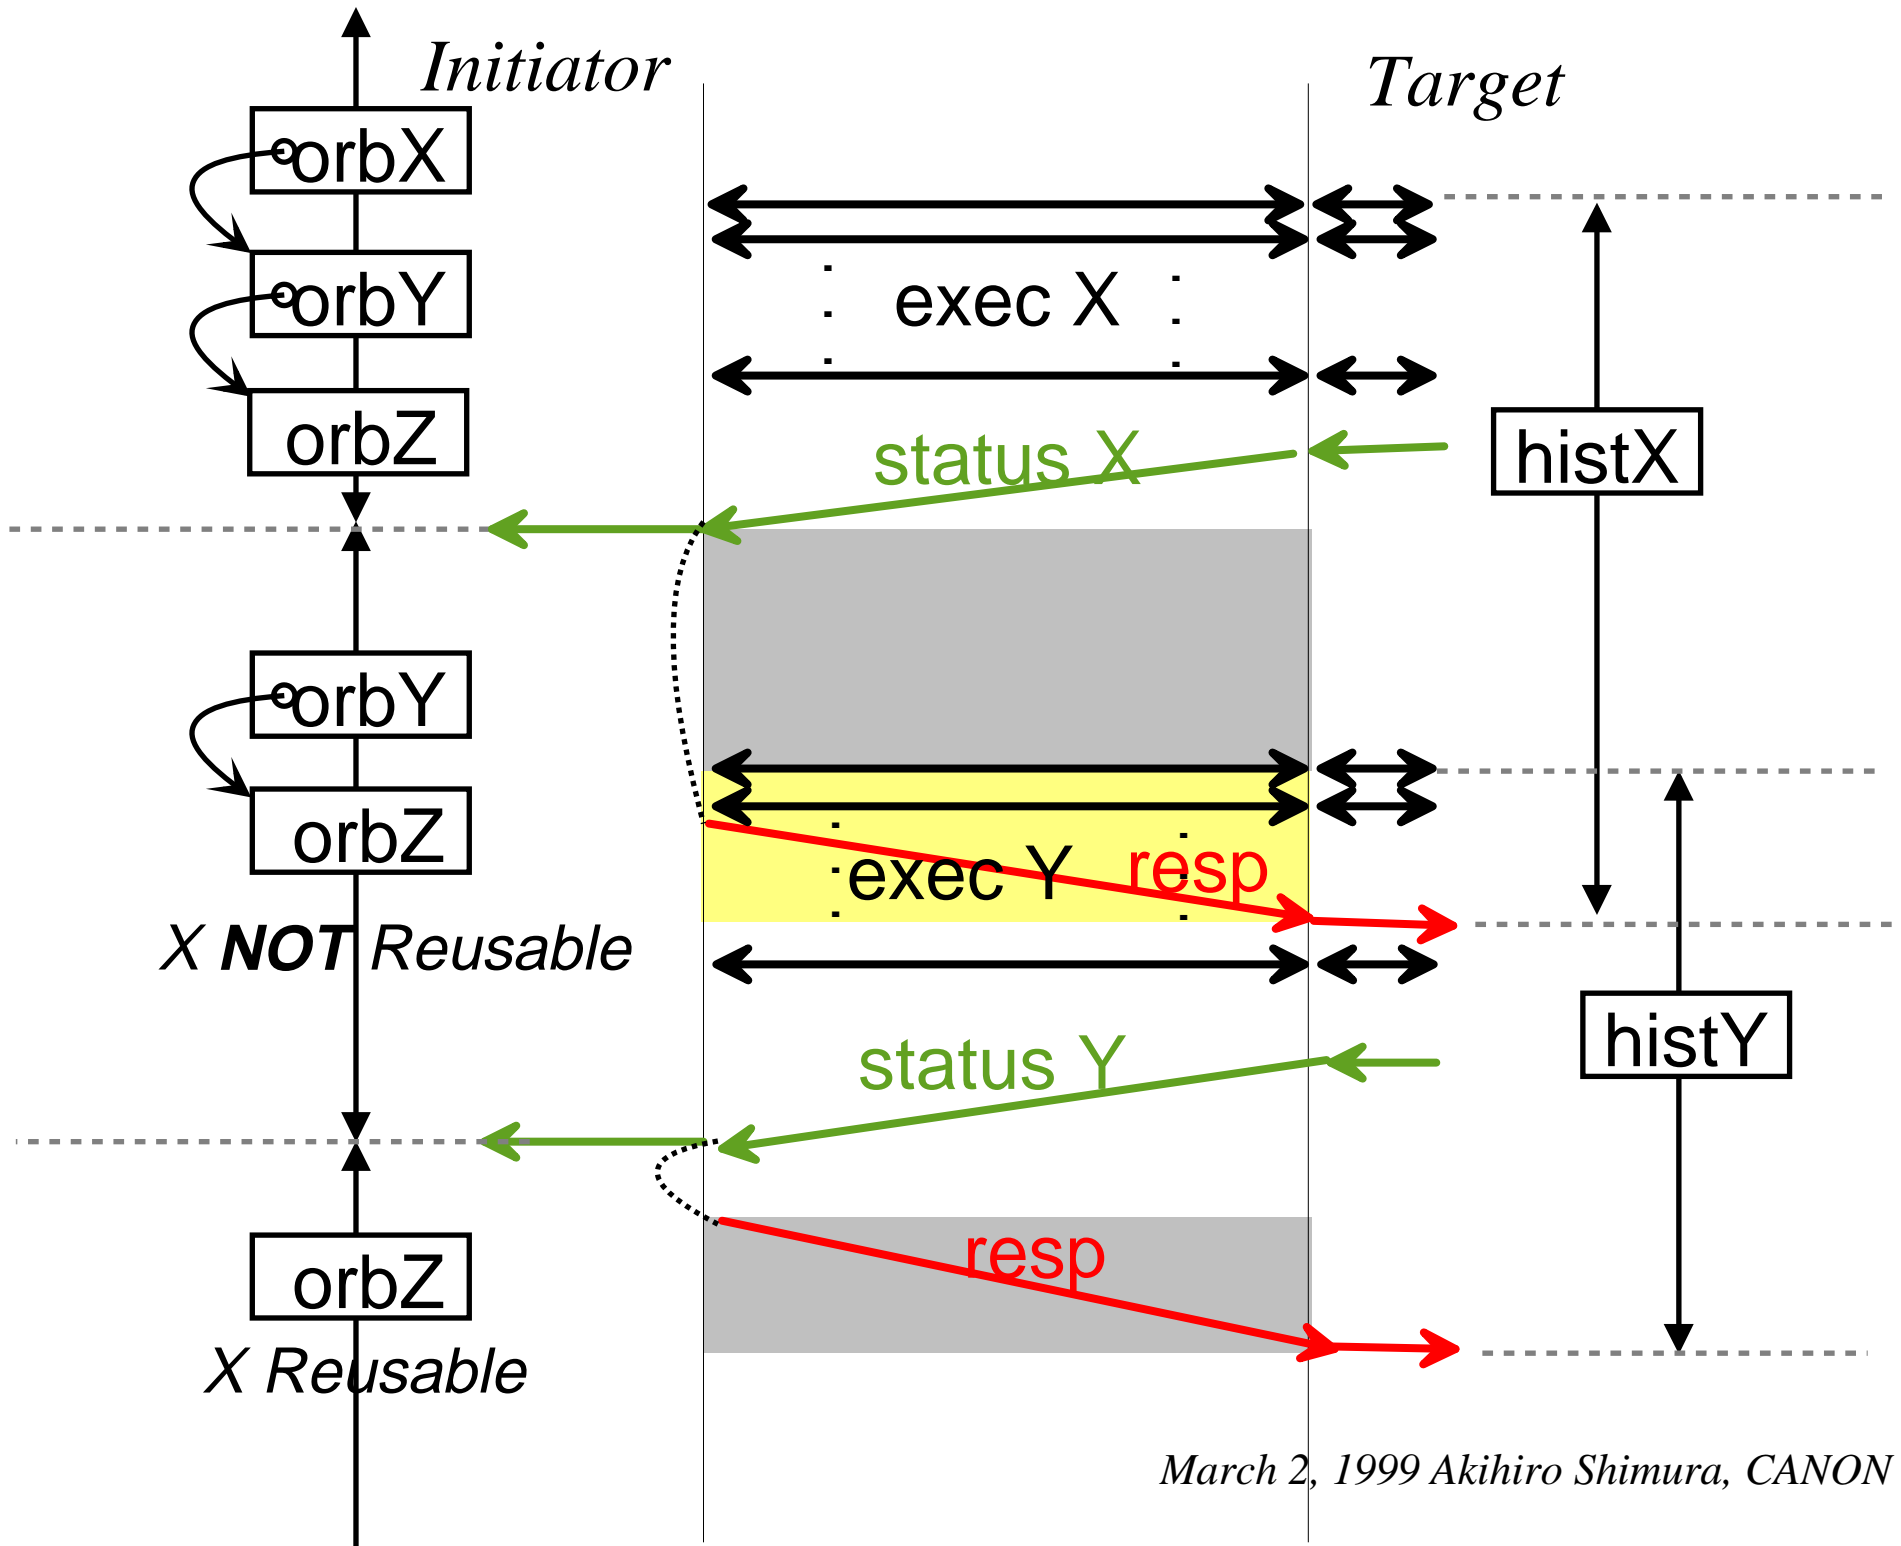 Initiator
Target
orbX
orbY
exec X
orbZ
status X
histX
orbY
orbZ
exec Y
resp
X NOT Reusable
histY
status Y
orbZ
resp
X Reusable
March 2, 1999 Akihiro Shimura, CANON